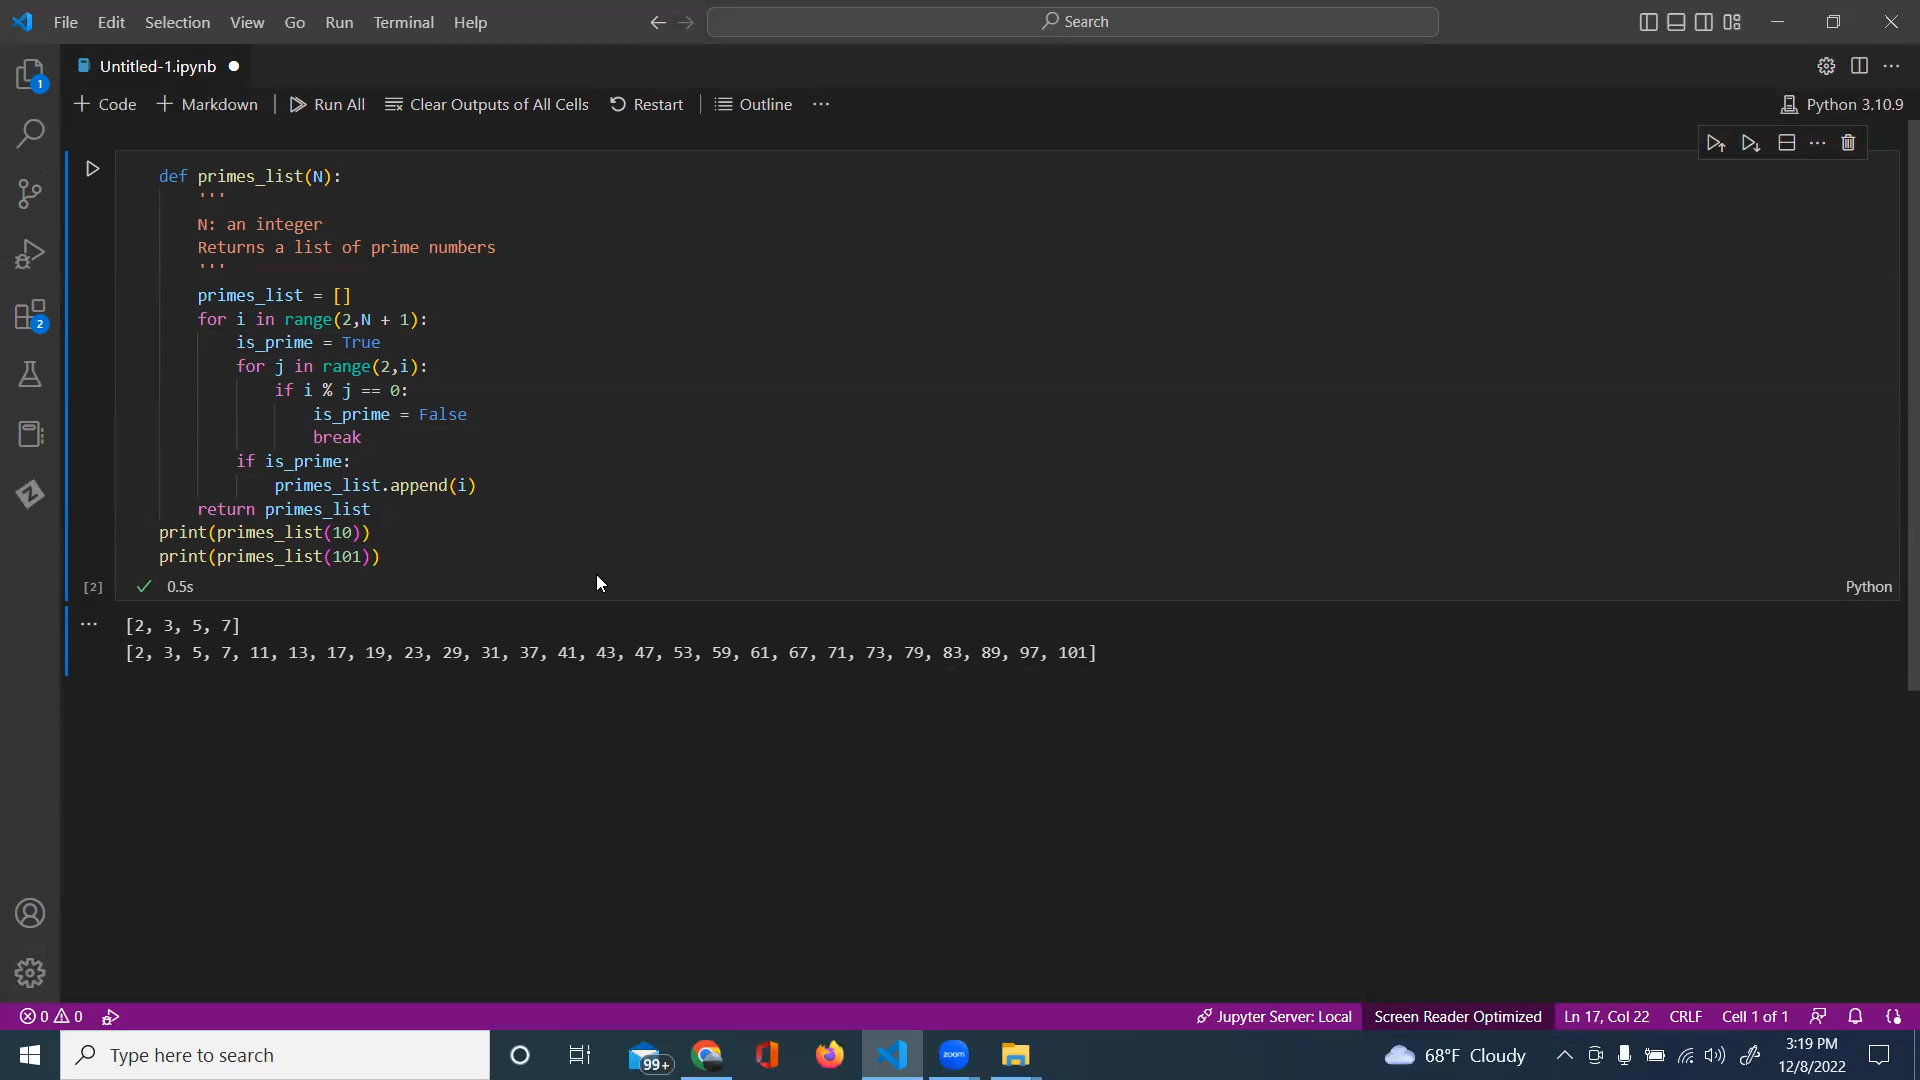 File Edit Selection View Go Run Terminal Help Search
Untitled-1.ipynb
1
Code Markdown Run All Clear Outputs of All Cells Restart Outline ... Python 3.10.9
def primes_list(N):
'''
N: an integer
Returns a list of prime numbers
'''
primes_list = []
for i in range(2,N + 1):
2
is_prime = True
for j in range(2,i):
if i % j == 0:
is_prime = False
break
if is_prime:
primes_list.append(i)
return primes_list
print(primes_list(10))
print(primes_list(101))
[2] 0.5s Python
... [2, 3, 5, 7]
[2, 3, 5, 7, 11, 13, 17, 19, 23, 29, 31, 37, 41, 43, 47, 53, 59, 61, 67, 71, 73, 79, 83, 89, 97, 101]
0 0 Jupyter Server: Local Screen Reader Optimized Ln 17, Col 22 CRLF Cell 1 of 1
Type here to search 99+ zoom 68°F Cloudy 3:19 PM
12/8/2022